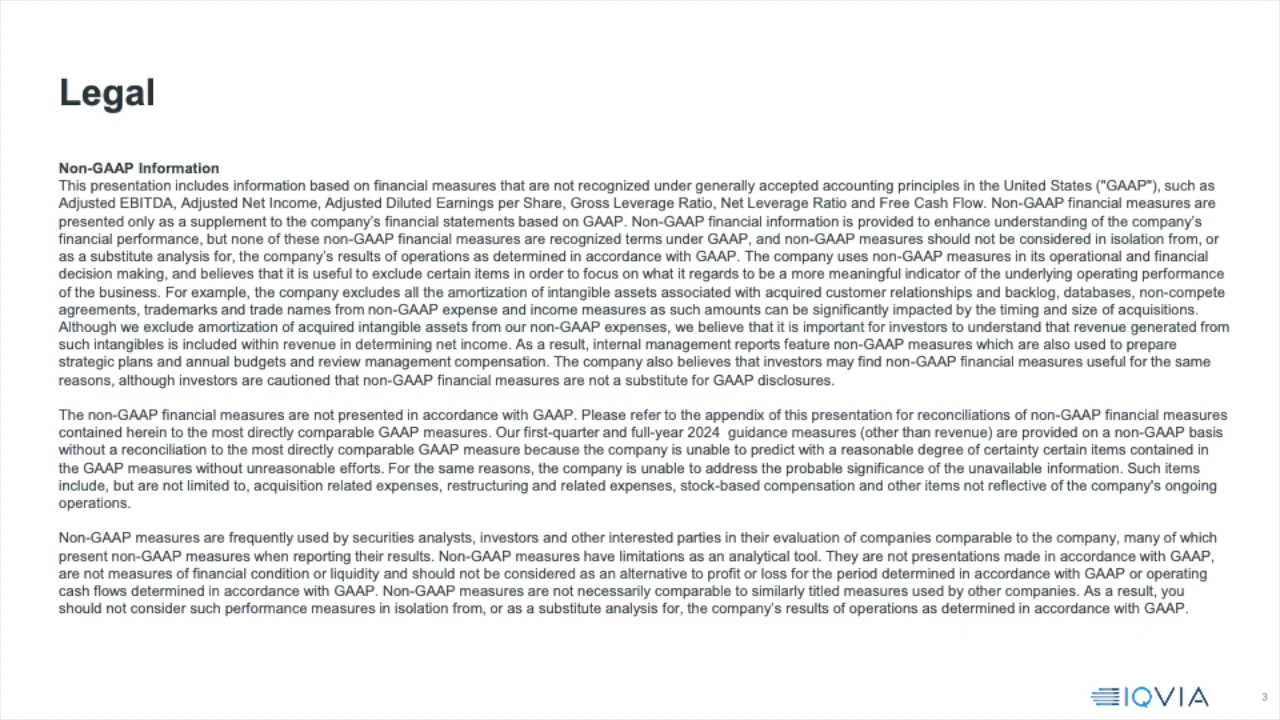 Legal
Non-GAAP Information
This presentation includes information based on financial measures that are not recognized under generally accepted accounting principles in the United States ("GAAP"), such as
Adjusted EBITDA, Adjusted Net Income, Adjusted Diluted Earnings per Share, Gross Leverage Ratio, Net Leverage Ratio and Free Cash Flow. Non-GAAP financial measures are
presented only as a supplement to the company's financial statements based on GAAP. Non-GAAP financial information is provided to enhance understanding of the company's
financial performance, but none of these non-GAAP financial measures are recognized terms under GAAP, and non-GAAP measures should not be considered in isolation from, or
as a substitute analysis for, the company's results of operations as determined in accordance with GAAP. The company uses non-GAAP measures in its operational and financial
decision making, and believes that it is useful to exclude certain items in order to focus on what it regards to be a more meaningful indicator of the underlying operating performance
of the business. For example, the company excludes all the amortization of intangible assets associated with acquired customer relationships and backlog, databases, non-compete
agreements, trademarks and trade names from non-GAAP expense and income measures as such amounts can be significantly impacted by the timing and size of acquisitions.
Although we exclude amortization of acquired intangible assets from our non-GAAP expenses, we believe that it is important for investors to understand that revenue generated from
such intangibles is included within revenue in determining net income. As a result, internal management reports feature non-GAAP measures which are also used to prepare
strategic plans and annual budgets and review management compensation. The company also believes that investors may find non-GAAP financial measures useful for the same
reasons, although investors are cautioned that non-GAAP financial measures are not a substitute for GAAP disclosures.
The non-GAAP financial measures are not presented in accordance with GAAP. Please refer to the appendix of this presentation for reconciliations of non-GAAP financial measures
contained herein to the most directly comparable GAAP measures. Our first-quarter and full-year 2024 guidance measures (other than revenue) are provided on a non-GAAP basis
without a reconciliation to the most directly comparable GAAP measure because the company is unable to predict with a reasonable degree of certainty certain items contained in
the GAAP measures without unreasonable efforts. For the same reasons, the company is unable to address the probable significance of the unavailable information. Such items
include, but are not limited to, acquisition related expenses, restructuring and related expenses, stock-based compensation and other items not reflective of the company's ongoing
operations.
Non-GAAP measures are frequently used by securities analysts, investors and other interested parties in their evaluation of companies comparable to the company, many of which
present non-GAAP measures when reporting their results. Non-GAAP measures have limitations as an analytical tool. They are not presentations made in accordance with GAAP,
are not measures of financial condition or liquidity and should not be considered as an alternative to profit or loss for the period determined in accordance with GAAP or operating
cash flows determined in accordance with GAAP. Non-GAAP measures are not necessarily comparable to similarly titled measures used by other companies. As a result, you
should not consider such performance measures in isolation from, or as a substitute analysis for, the company's results of operations as determined in accordance with GAAP.
IQVIA
3